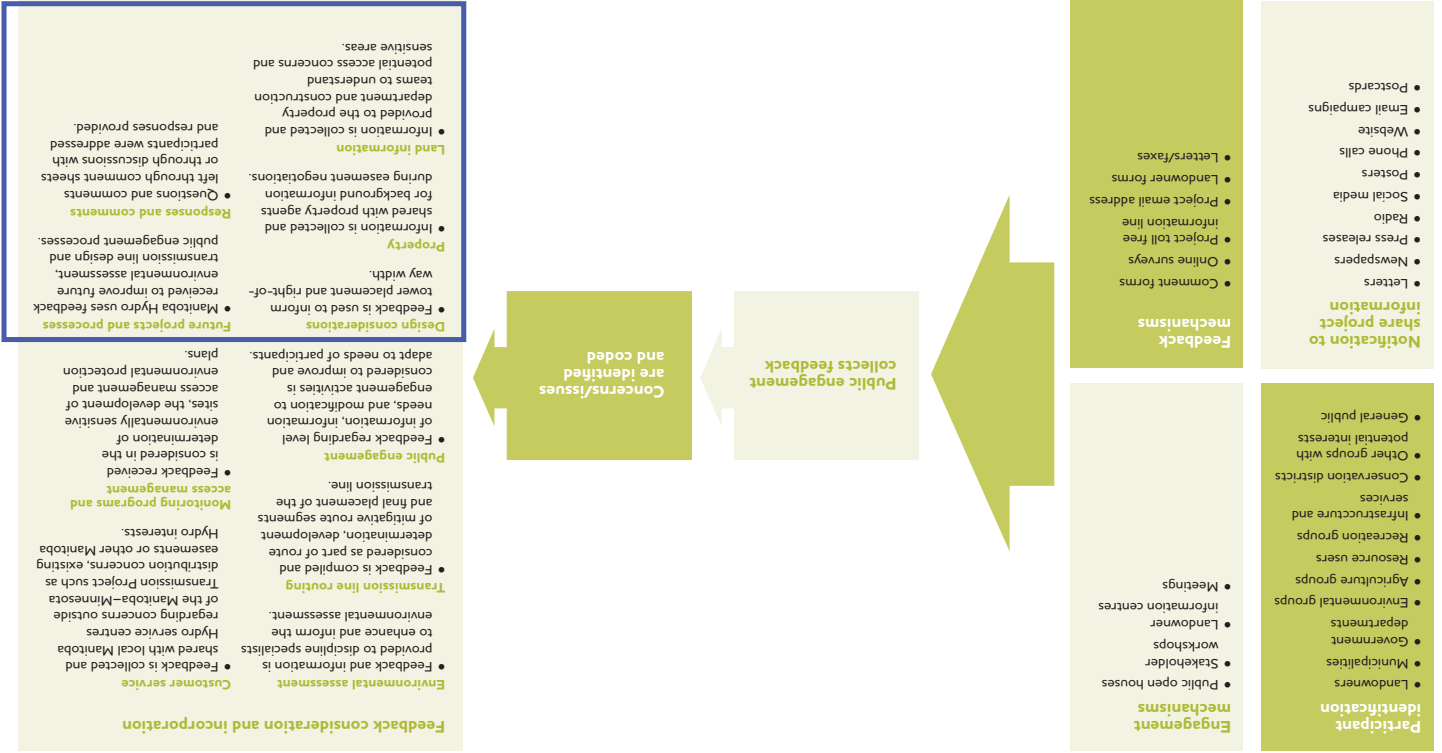 Participant
identification
• Landowners
• Municipalities
• Government
departments
• Environmental groups
• Agriculture groups
• Resource users
• Recreation groups
• Infrastruccture and
services
• Conservation districts
• Other groups with
potential interests
• General public
Notification to
share project
information
• Letters
• Newspapers
• Press releases
• Radio
• Social media
• Posters
• Phone calls
• Website
• Email campaigns
• Postcards
Engagement
mechanisms
• Public open houses
• Stakeholder
workshops
• Landowner
information centres
• Meetings
Feedback
mechanisms
• Comment forms
• Online surveys
• Project toll free
information line
• Project email address
• Landowner forms
• Letters/faxes
Public engagement
collects feedback
Concerns/issues
are identified
and coded
Feedback consideration and incorporation
Environmental assessment
• Feedback and information is
provided to discipline specialists
to enhance and inform the
environmental assessment.
Transmission line routing
• Feedback is compiled and
considered as part of route
determination, development
of mitigative route segments
and final placement of the
transmission line.
Public engagement
• Feedback regarding level
of information, information
needs, and modification to
engagement activities is
considered to improve and
adapt to needs of participants.
Design considerations
• Feedback is used to inform
tower placement and right-of-
way width.
Property
• Information is collected and
shared with property agents
for background information
during easement negotiations.
Land information
• Information is collected and
provided to the property
department and construction
teams to understand
potential access concerns and
sensitive areas.
Customer service
• Feedback is collected and
shared with local Manitoba
Hydro service centres
regarding concerns outside
of the Manitoba–Minnesota
Transmission Project such as
distribution concerns, existing
easements or other Manitoba
Hydro interests.
Monitoring programs and
access management
• Feedback received
is considered in the
determination of
environmentally sensitive
sites, the development of
access management and
environmental protection
plans.
Future projects and processes
• Manitoba Hydro uses feedback
received to improve future
environmental assessment,
transmission line design and
public engagement processes.
Responses and comments
• Questions and comments
left through comment sheets
or through discussions with
participants were addressed
and responses provided.